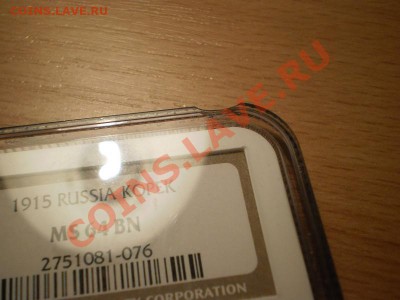 COINS.LAVE.RU
COINS.LAVE.RU
1915 RUSSIA KOPEK
MS 64 BN
2751081-076
CORPORATION